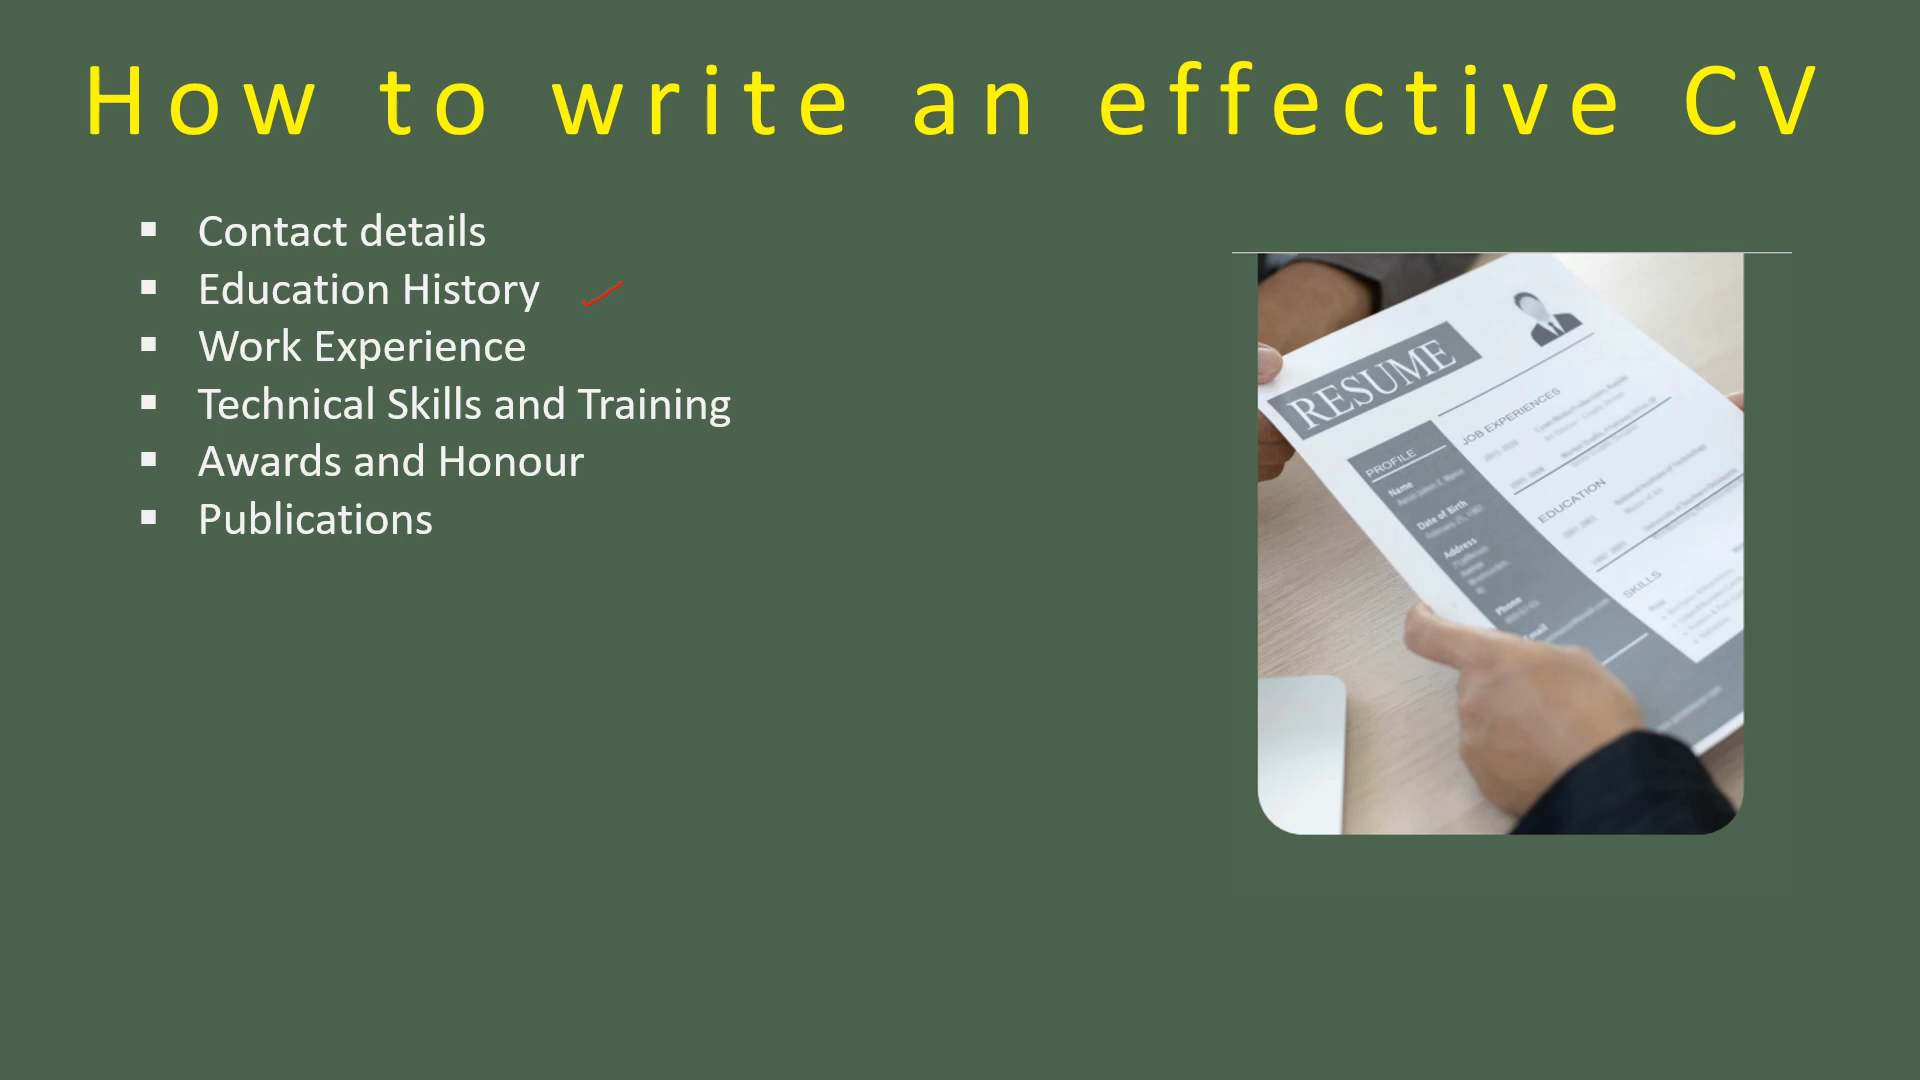 How to write an effective CV
Contact details
Education History
Work Experience
Technical Skills and Training
Awards and Honour
Publications
RESUME
JOB EXPERIENCES
PROFILE
Name
Date of Birth
Address
Phone
Email
EDUCATION
SKILLS